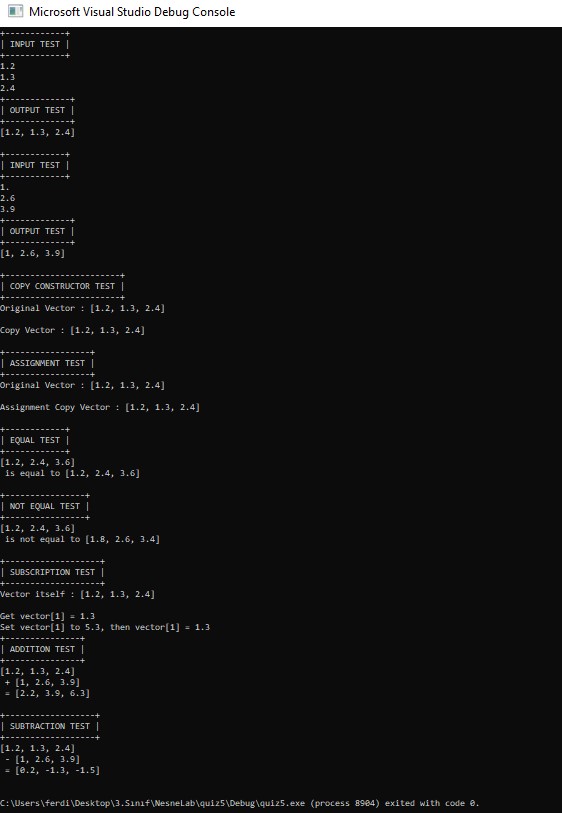 Microsoft Visual Studio Debug Console
+------------+
| INPUT TEST |
+------------+
1.2
1.3
2.4
+-------------+
| OUTPUT TEST |
+-------------+
[1.2, 1.3, 2.4]
+------------+
| INPUT TEST |
+------------+
1.
2.6
3.9
+-------------+
| OUTPUT TEST |
+-------------+
[1, 2.6, 3.9]
+-----------------------+
| COPY CONSTRUCTOR TEST |
+-----------------------+
Original Vector : [1.2, 1.3, 2.4]
Copy Vector : [1.2, 1.3, 2.4]
+-----------------+
| ASSIGNMENT TEST |
+-----------------+
Original Vector : [1.2, 1.3, 2.4]
Assignment Copy Vector : [1.2, 1.3, 2.4]
+------------+
| EQUAL TEST |
+------------+
[1.2, 2.4, 3.6]
is equal to [1.2, 2.4, 3.6]
+----------------+
| NOT EQUAL TEST |
+----------------+
[1.2, 2.4, 3.6]
is not equal to [1.8, 2.6, 3.4]
+-------------------+
| SUBSCRIPTION TEST |
+-------------------+
Vector itself : [1.2, 1.3, 2.4]
Get vector[1] = 1.3
Set vector[1] to 5.3, then vector[1] = 1.3
+---------------+
| ADDITION TEST |
+---------------+
[1.2, 1.3, 2.4]
+ [1, 2.6, 3.9]
= [2.2, 3.9, 6.3]
+------------------+
| SUBTRACTION TEST |
+------------------+
[1.2, 1.3, 2.4]
- [1, 2.6, 3.9]
= [0.2, -1.3, -1.5]
C:\Users\ferdi\Desktop\3.Sınıf\NesneLab\quiz5\Debug\quiz5.exe (process 8904) exited with code 0.